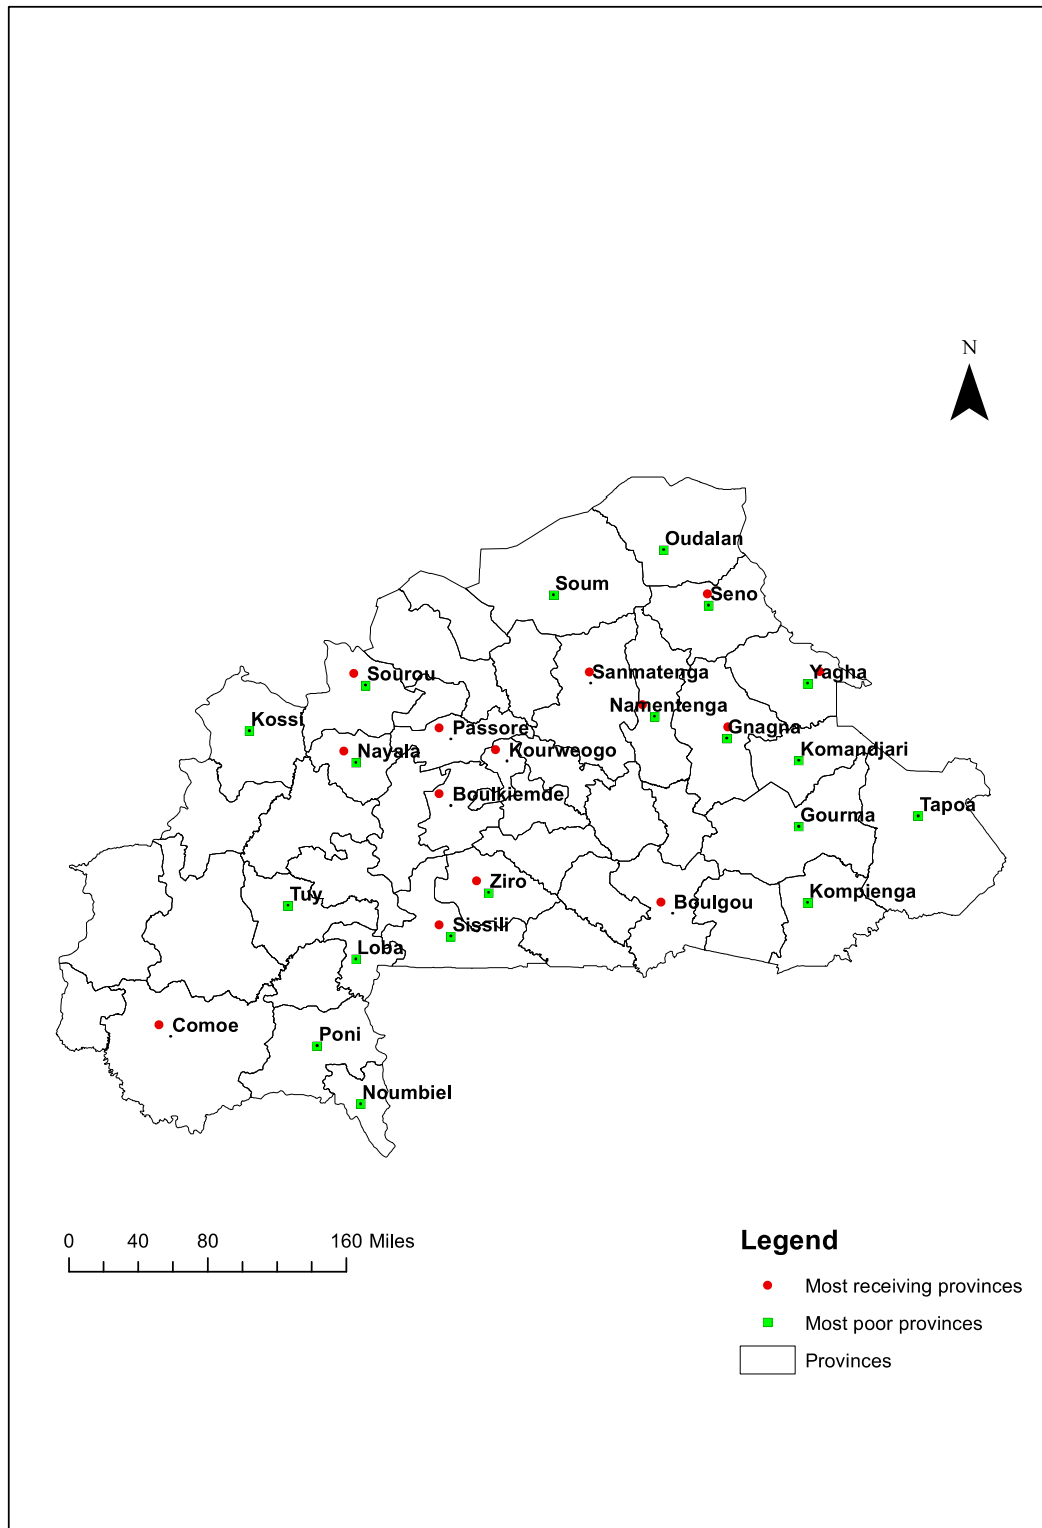 N
Oudalan
Soum
Seno
Sanmatenga
Yagha
Sourou
Namentenga
Kossi
Passore
Gnagna
Nayala
Kourweogo
Komandjari
Boulkiemde
Tapoa
Gourma
Ziro
Tuy
Kompienga
Boulgou
Sissili
Loba
Comoe
Poni
Noumbiel
0 40 80 160 Miles
Legend
Most receiving provinces
Most poor provinces
Provinces